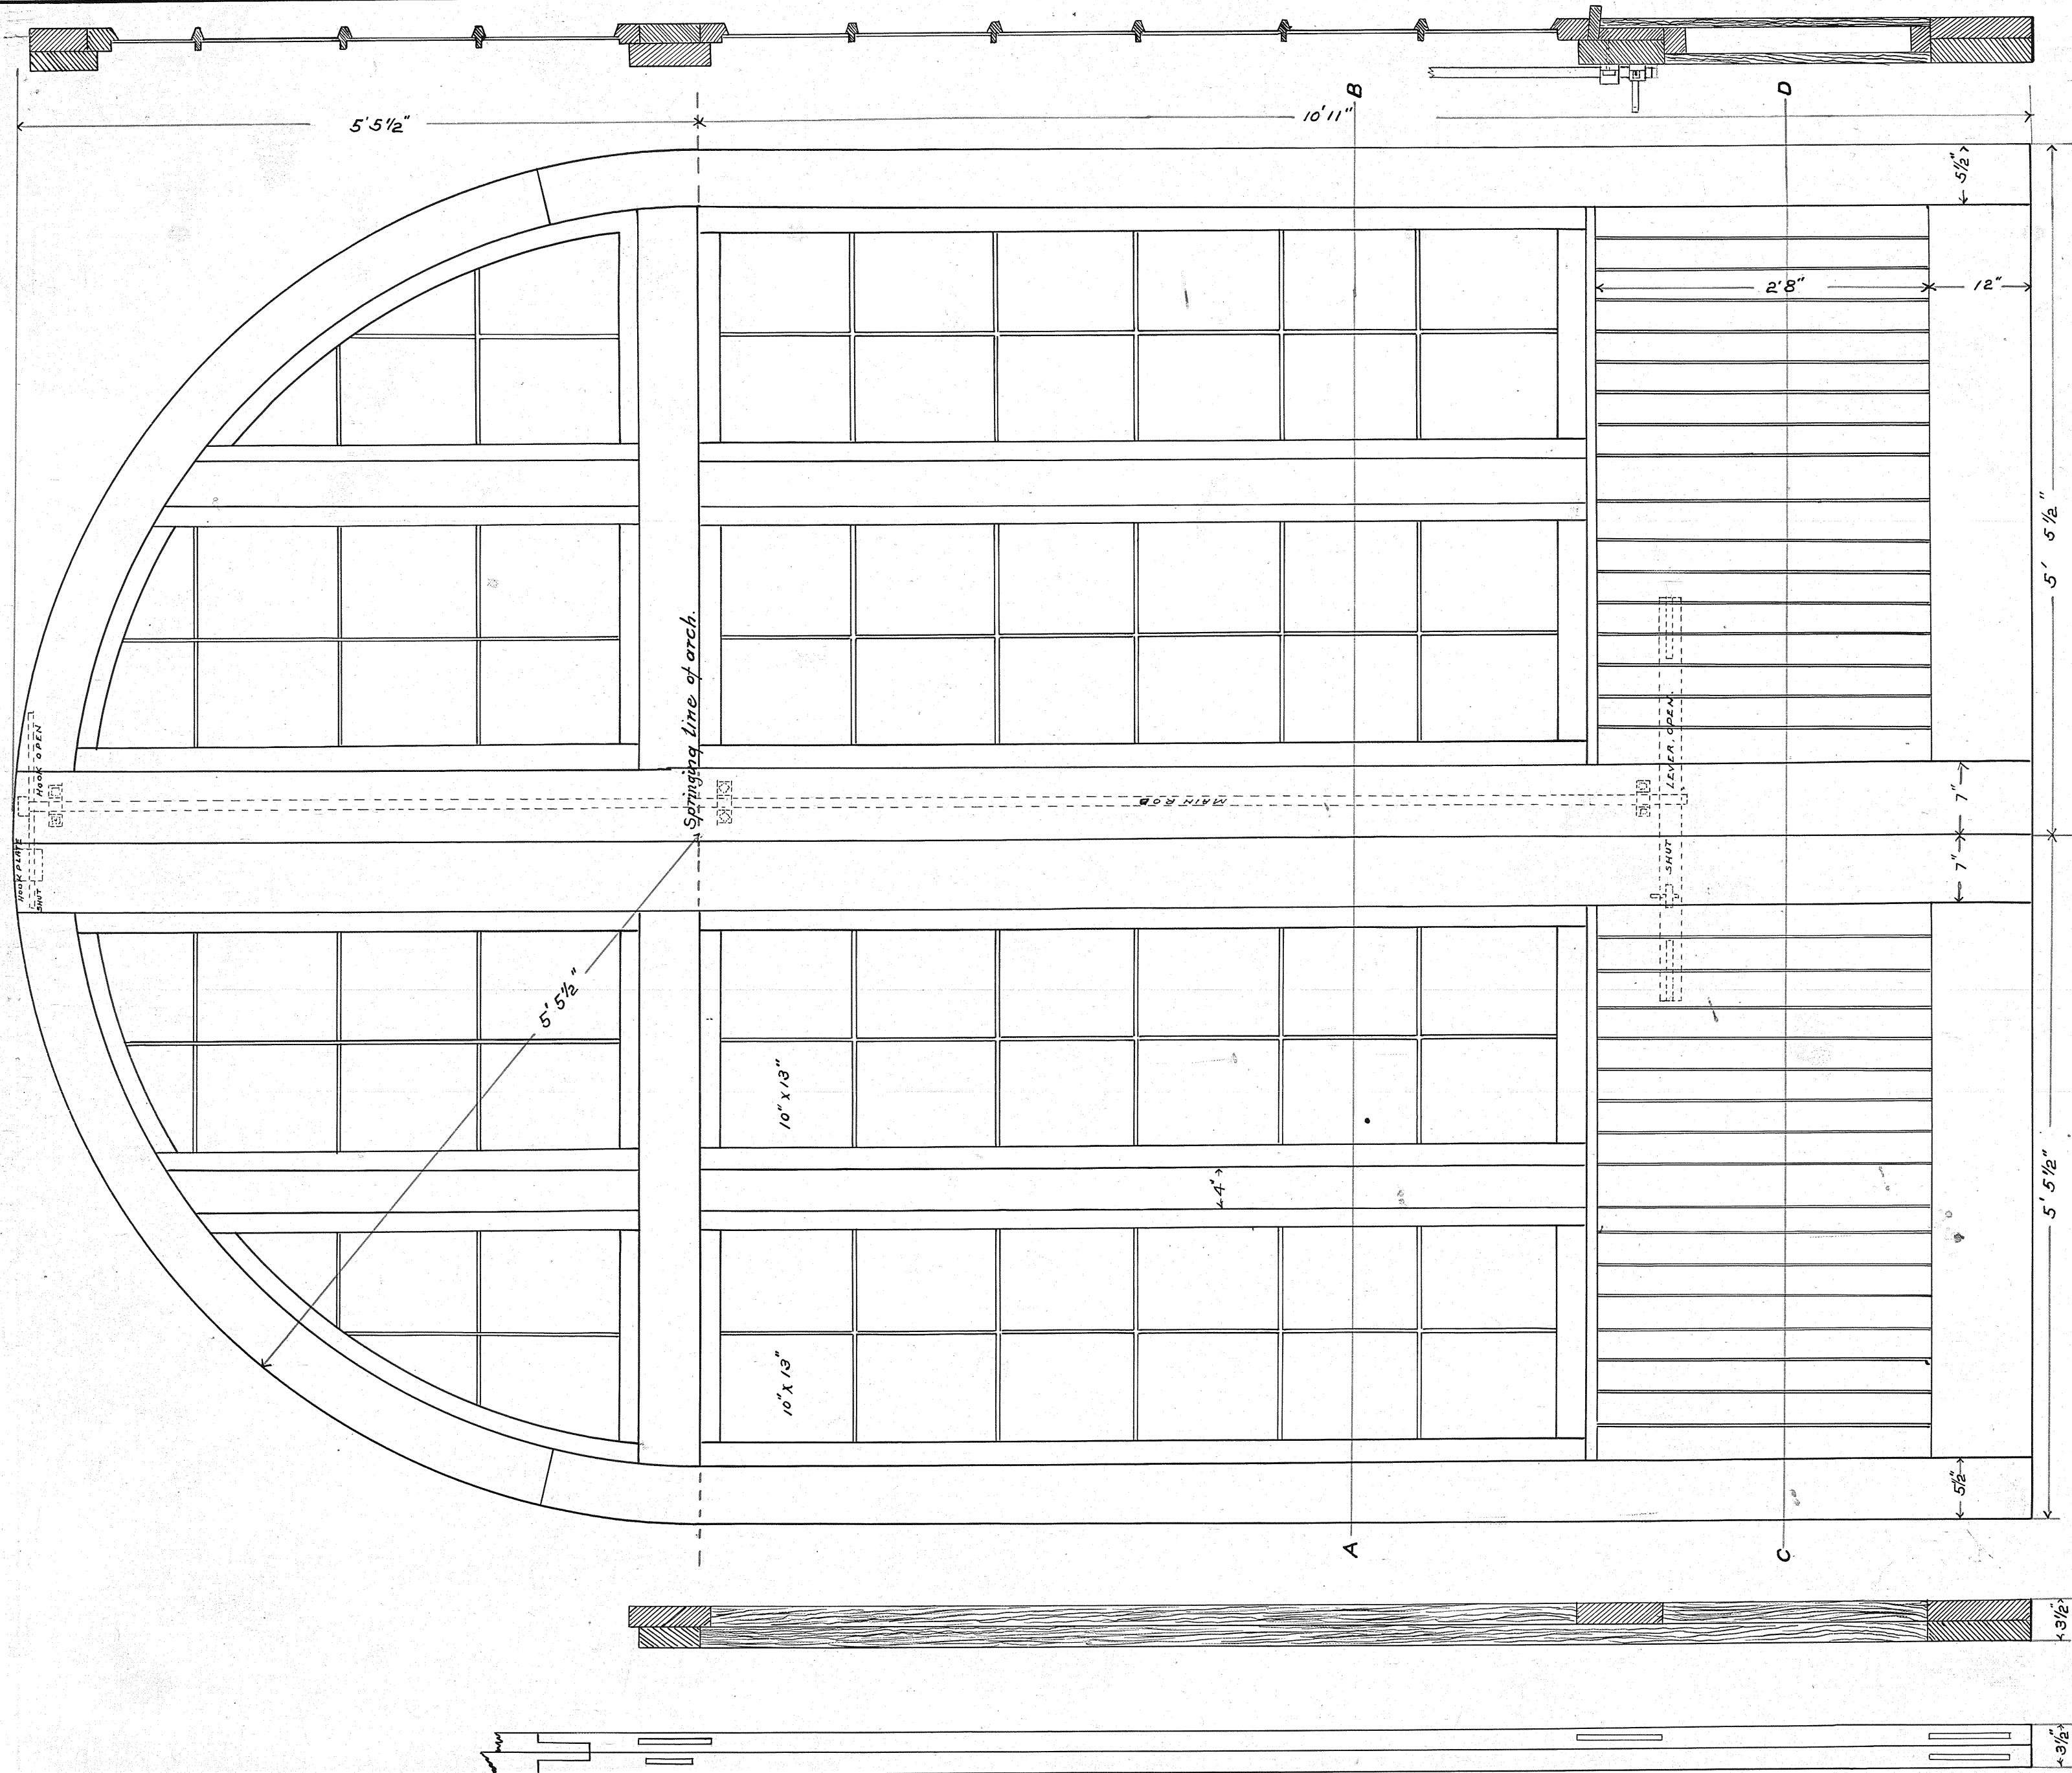 5' 5½"
10' 11"
B
D
5½"
2' 8"
12"
5' 5½"
Springing line of arch.
HOOK OPEN
HOOK PLATE
SHUT
MAIN ROD
LEVER, OPEN.
SHUT
7"
7"
5' 5½"
10" x 13"
10" x 13"
4"
5' 5½"
5½"
A
C
3½"
3½"